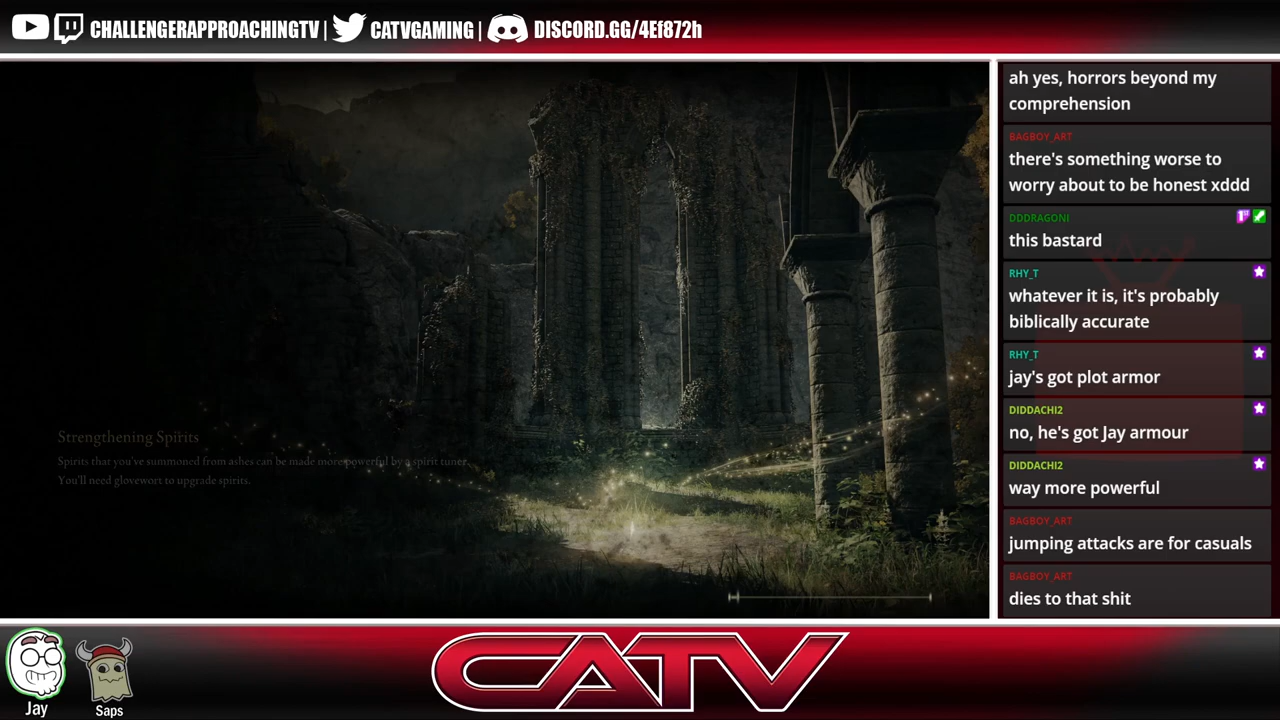 CHALLENGERAPPROACHINGTV | CATVGAMING | DISCORD.GG/4Ef872h
ah yes, horrors beyond my
comprehension
BAGBOY_ART
there's something worse to
worry about to be honest xddd
DDDRAGONI
this bastard
RHY_T
whatever it is, it's probably
biblically accurate
RHY_T
jay's got plot armor
DIDDACHI2
no, he's got Jay armour
DIDDACHI2
way more powerful
BAGBOY_ART
jumping attacks are for casuals
BAGBOY_ART
dies to that shit
Strengthening Spirits
Spirits that you've summoned from ashes can be made more powerful by a spirit tuner.
You'll need glovewort to upgrade spirits.
Jay
Saps
CATV